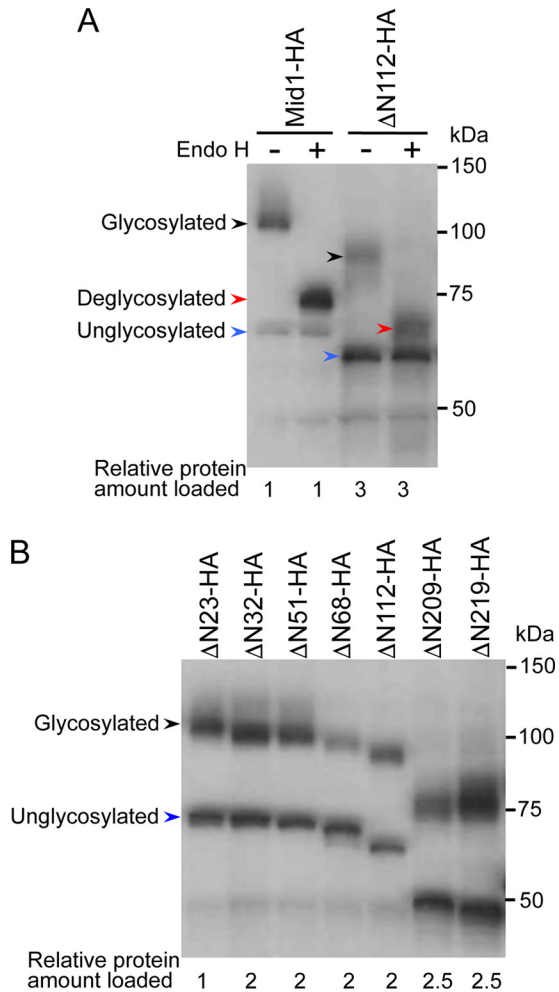 A
Mid1-HA
ΔN112-HA
kDa
Endo H - + - +
150
Glycosylated
100
Deglycosylated
75
Unglycosylated
50
Relative protein
amount loaded 1 1 3 3
B
ΔN23-HA
ΔN32-HA
ΔN51-HA
ΔN68-HA
ΔN112-HA
ΔN209-HA
ΔN219-HA
kDa
150
Glycosylated
100
75
Unglycosylated
50
Relative protein
amount loaded 1 2 2 2 2 2.5 2.5